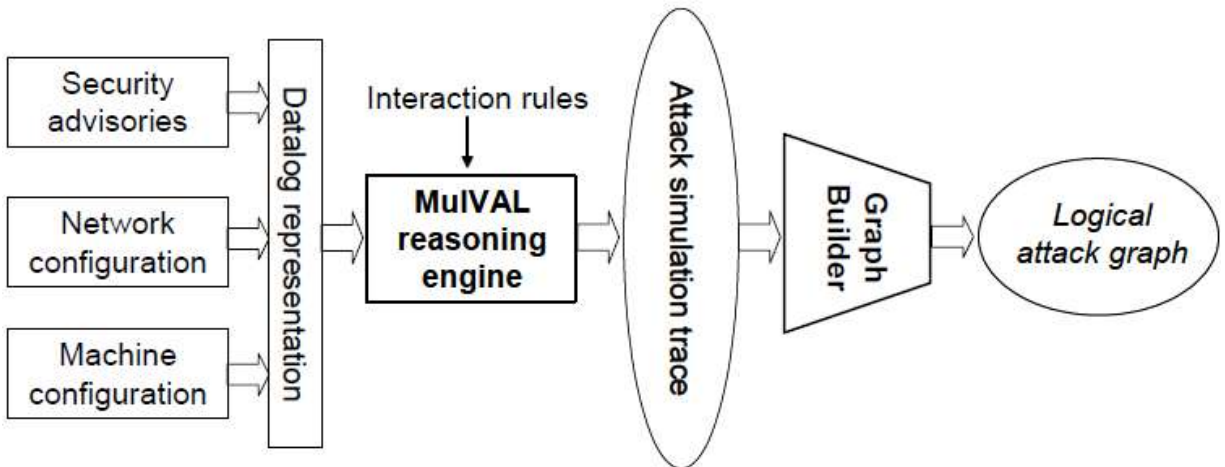 Security
advisories
Network
configuration
Machine
configuration
Datalog representation
Interaction rules
MulVAL
reasoning
engine
Attack simulation trace
Graph
Builder
Logical
attack graph